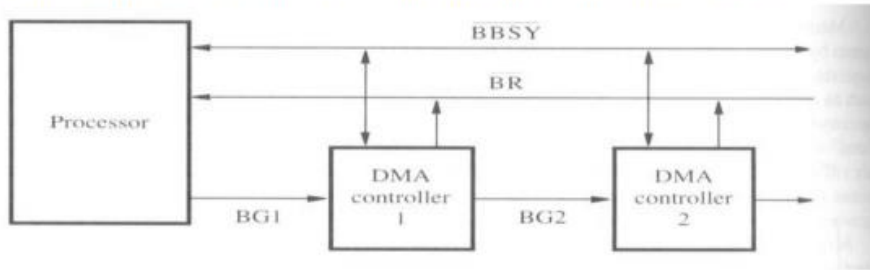 BBSY
BR
Processor
DMA
controller
1
DMA
controller
2
BG1
BG2